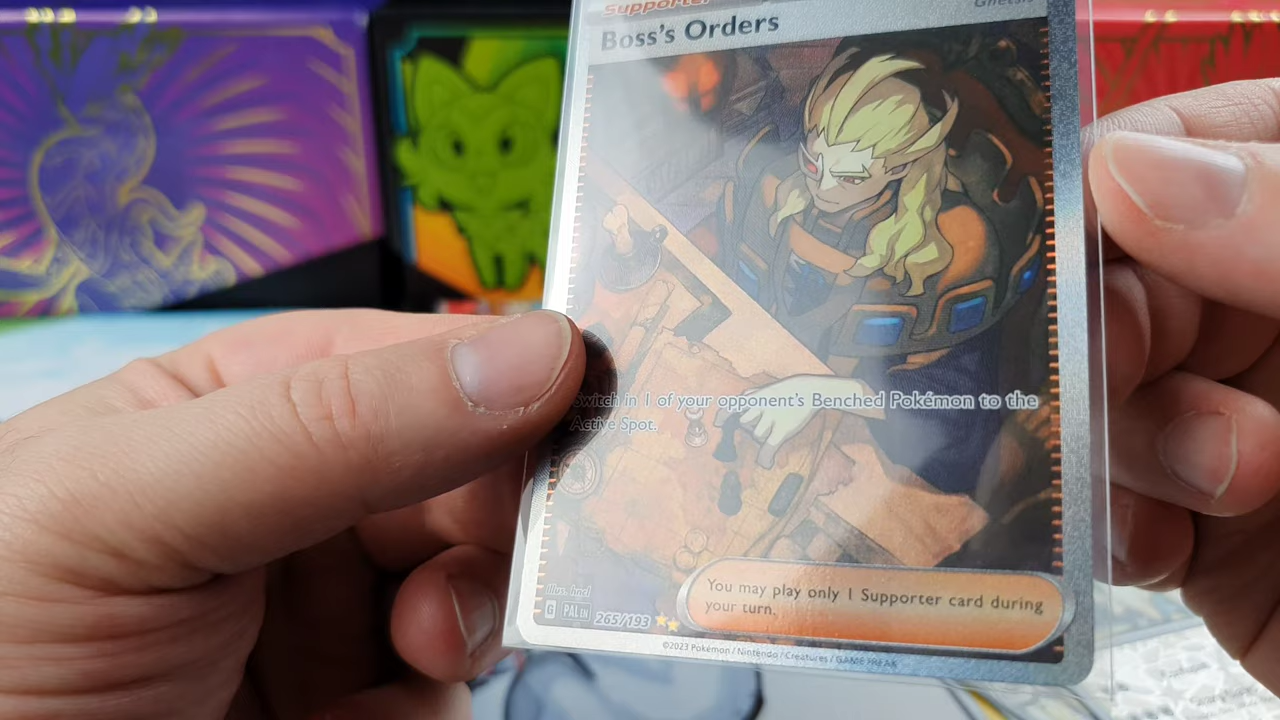 Supporter
Boss's Orders
Ghetsis
Switch in 1 of your opponent's Benched Pokémon to the
Active Spot.
You may play only 1 Supporter card during
your turn.
Illus. hncl
G PAL EN 265/193
©2023 Pokémon / Nintendo / Creatures / GAME FREAK